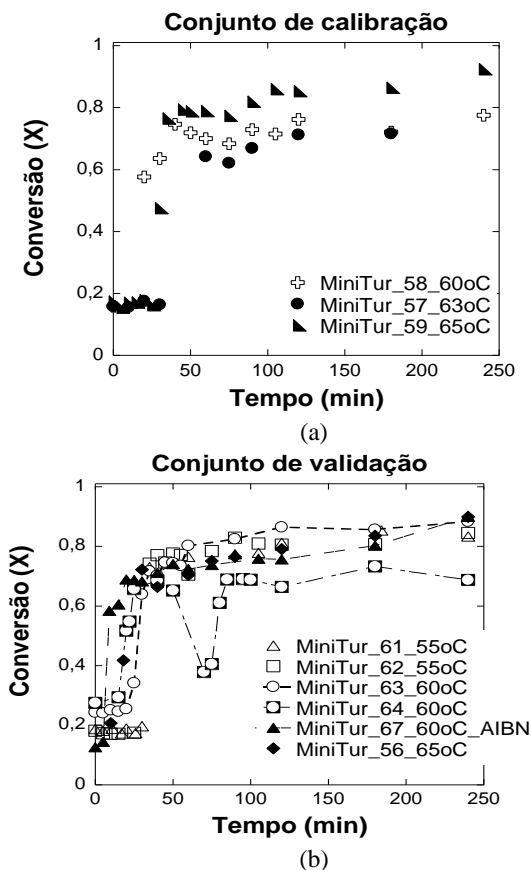 Conjunto de calibração
1
0,8
0,6
0,4
0,2
0
Conversão (X)
MiniTur_58_60oC
MiniTur_57_63oC
MiniTur_59_65oC
0 50 100 150 200 250
Tempo (min)
(a)
Conjunto de validação
1
0,8
0,6
0,4
0,2
0
Conversão (X)
MiniTur_61_55oC
MiniTur_62_55oC
MiniTur_63_60oC
MiniTur_64_60oC
MiniTur_67_60oC_AIBN
MiniTur_56_65oC
0 50 100 150 200 250
Tempo (min)
(b)